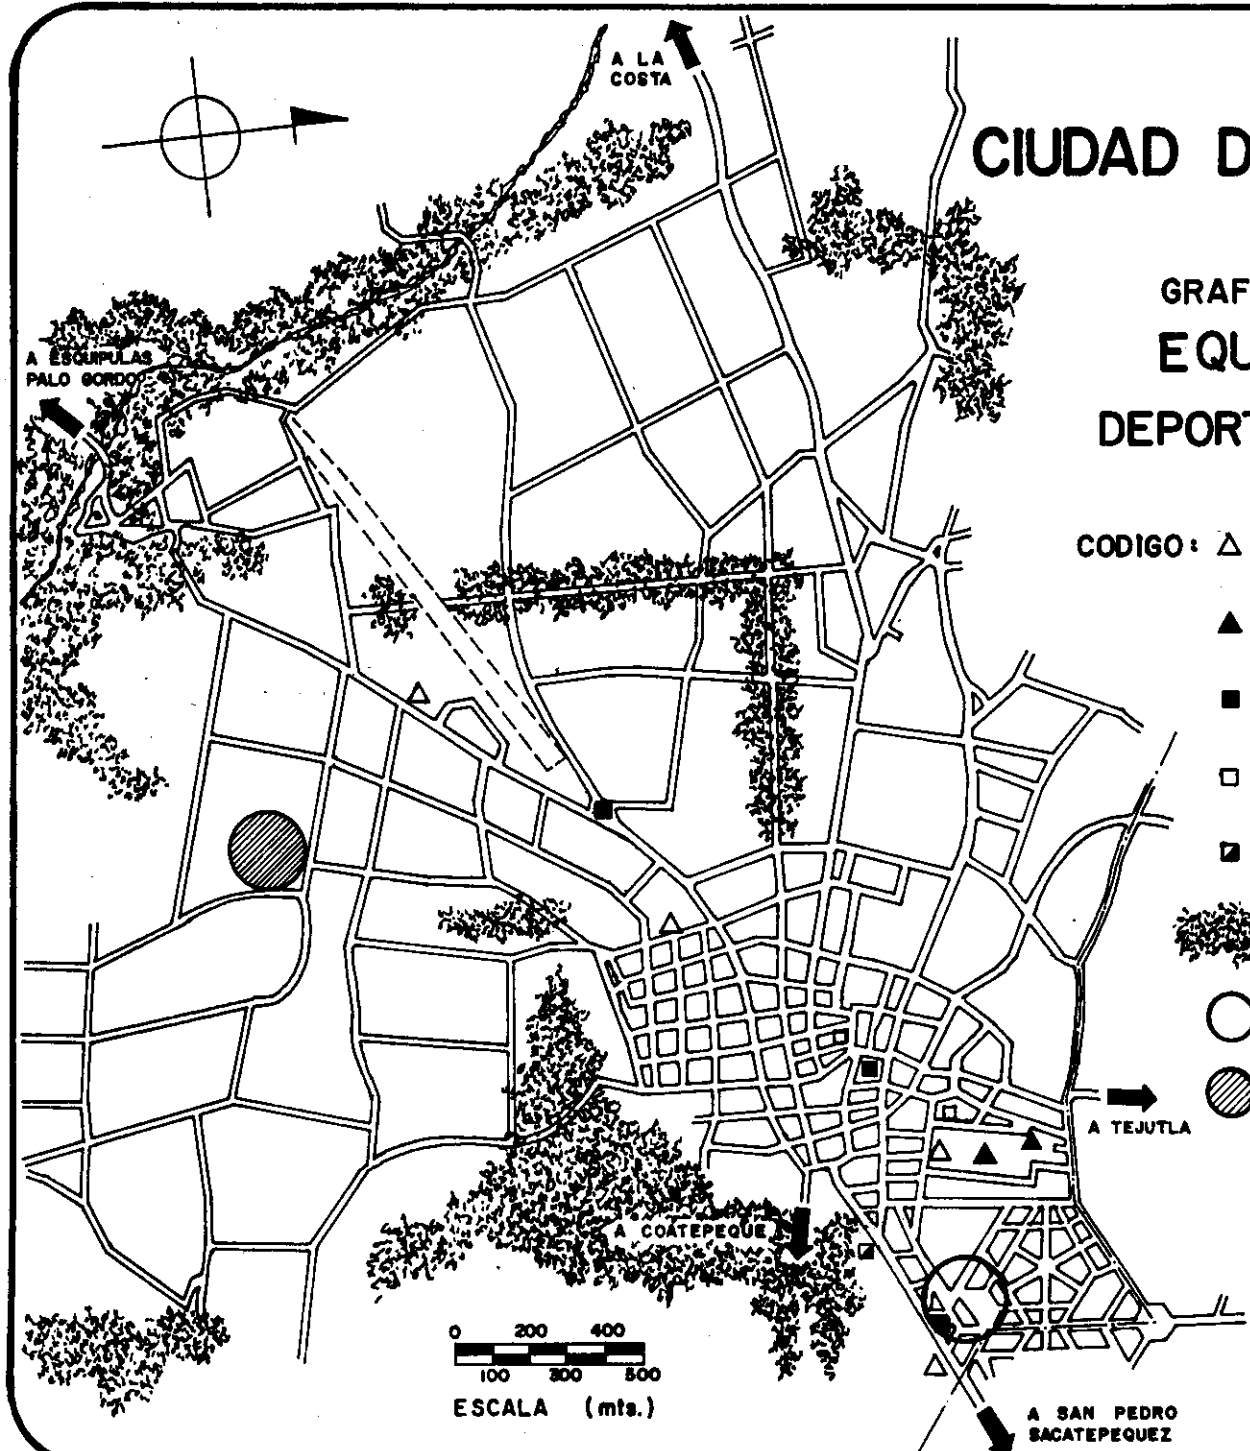 A LA
COSTA
CIUDAD D
GRAF
EQU
DEPORT
A ESQUIPULAS
PALO GORDO
CODIGO:
A TEJUTLA
A COATEPEQUE
0 200 400
100 300 500
ESCALA (mts.)
A SAN PEDRO
SACATEPEQUEZ